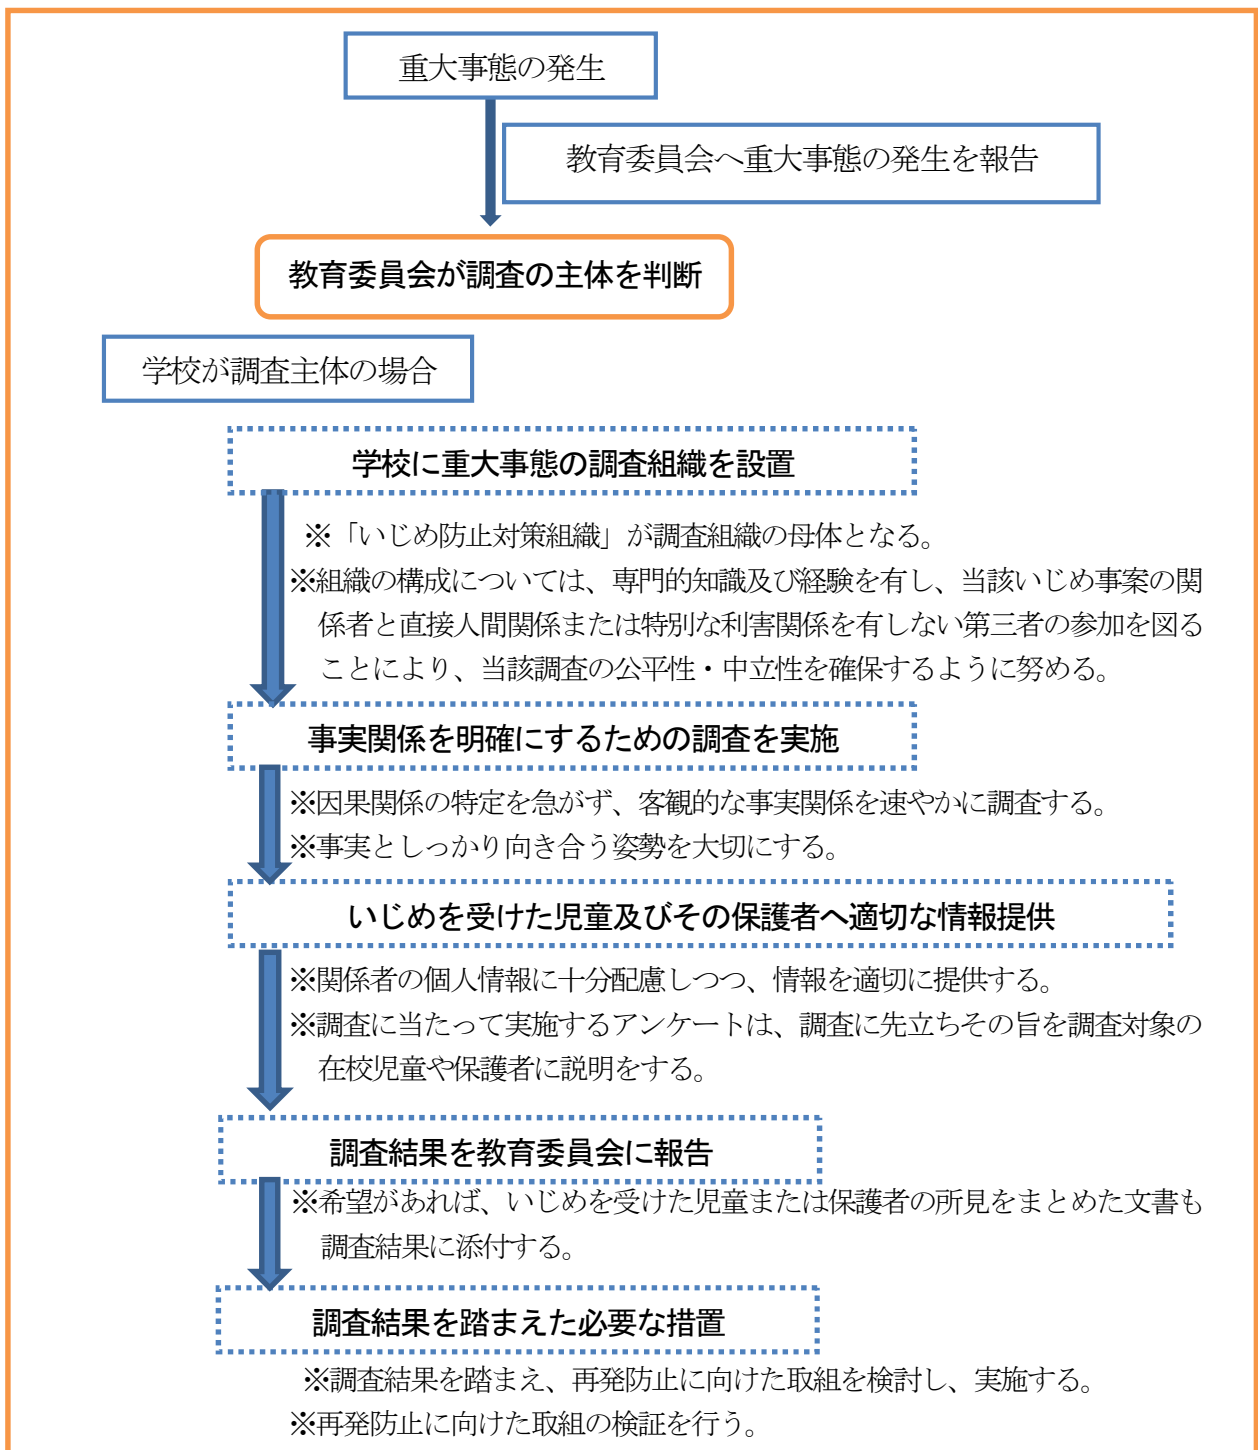 重大事態の発生
教育委員会へ重大事態の発生を報告
教育委員会が調査の主体を判断
学校が調査主体の場合
学校に重大事態の調査組織を設置
※「いじめ防止対策組織」が調査組織の母体となる。
※組織の構成については、専門的知識及び経験を有し、当該いじめ事案の関
係者と直接人間関係または特別な利害関係を有しない第三者の参加を図る
ことにより、当該調査の公平性・中立性を確保するように努める。
事実関係を明確にするための調査を実施
※因果関係の特定を急がず、客観的な事実関係を速やかに調査する。
※事実としっかり向き合う姿勢を大切にする。
いじめを受けた児童及びその保護者へ適切な情報提供
※関係者の個人情報に十分配慮しつつ、情報を適切に提供する。
※調査に当たって実施するアンケートは、調査に先立ちその旨を調査対象の
在校児童や保護者に説明をする。
調査結果を教育委員会に報告
※希望があれば、いじめを受けた児童または保護者の所見をまとめた文書も
調査結果に添付する。
調査結果を踏まえた必要な措置
※調査結果を踏まえ、再発防止に向けた取組を検討し、実施する。
※再発防止に向けた取組の検証を行う。